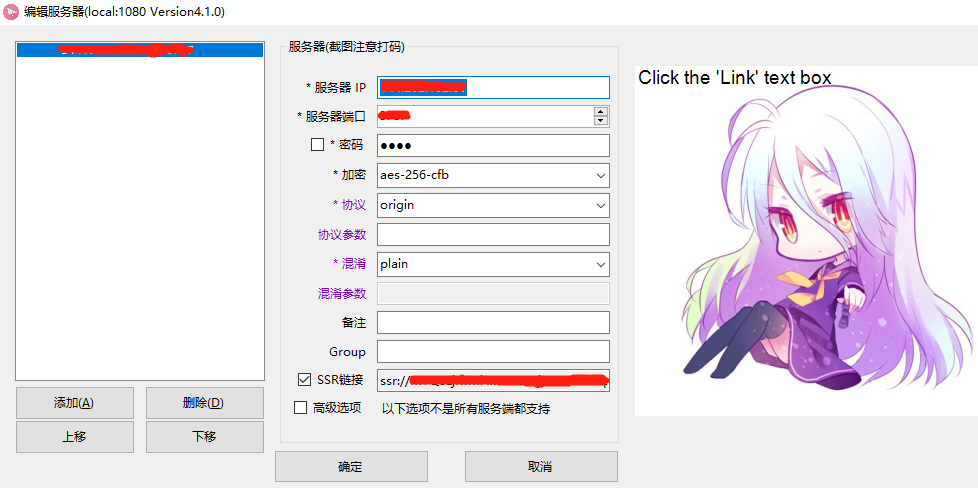 编辑服务器(local:1080 Version4.1.0)
服务器(截图注意打码)
* 服务器 IP
* 服务器端口
* 密码 ●●●●
* 加密 aes-256-cfb
* 协议 origin
协议参数
* 混淆 plain
混淆参数
备注
Group
SSR链接 ssr://
高级选项 以下选项不是所有服务端都支持
添加(A) 删除(D)
上移 下移
确定 取消
Click the 'Link' text box